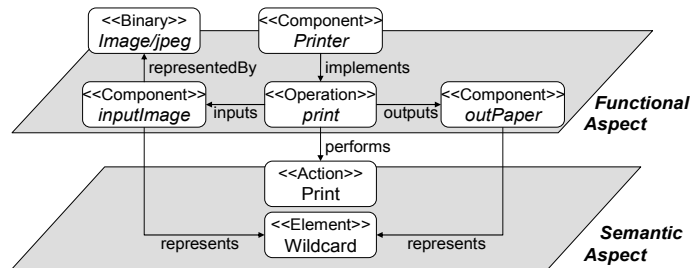 <<Binary>>
Image/jpeg
<<Component>>
Printer
representedBy
implements
<<Component>>
inputImage
inputs
<<Operation>>
print
outputs
<<Component>>
outPaper
Functional
Aspect
performs
<<Action>>
Print
<<Element>>
Wildcard
represents
represents
Semantic
Aspect